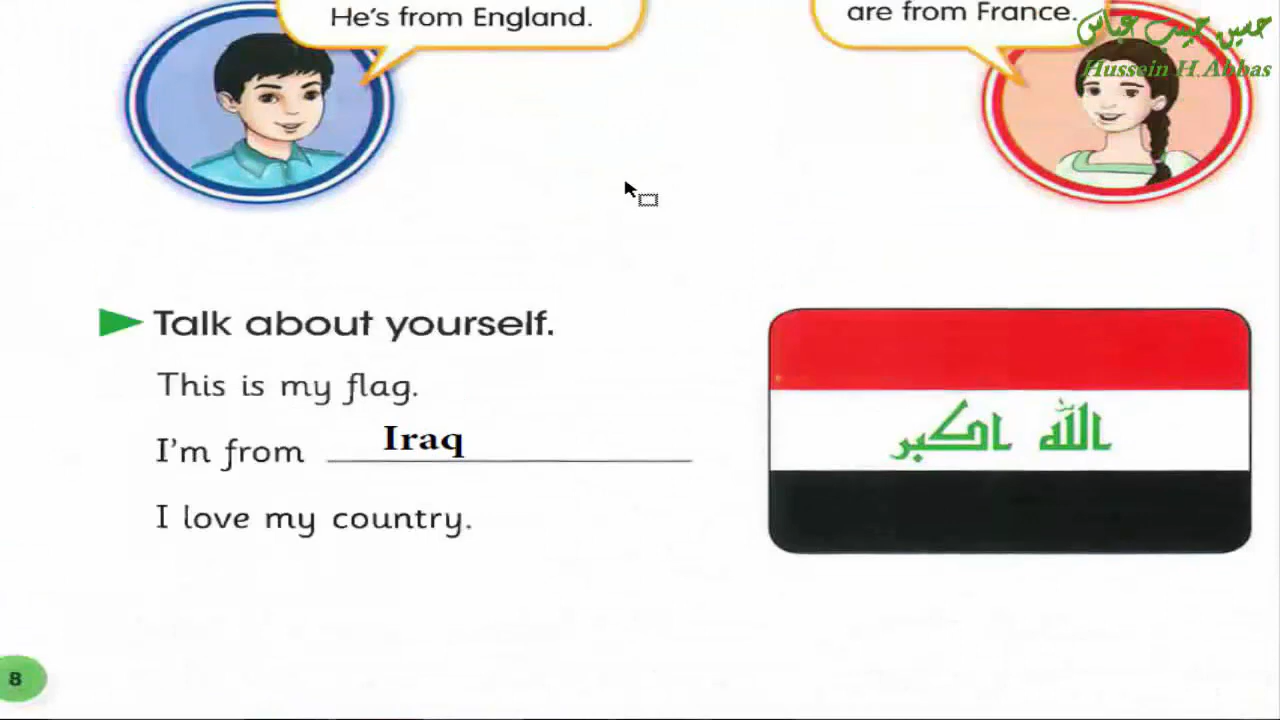 He's from England.
are from France.
حسين حبيب عباس
Hussein H.Abbas
Talk about yourself.
This is my flag.
I'm from Iraq
I love my country.
الله اكبر
8